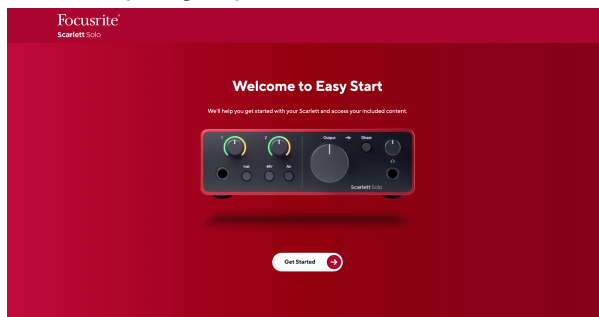 Focusrite®
Scarlett Solo
Welcome to Easy Start
We'll help you get started with your Scarlett and access your included content.
1
2
Output
Direct
Inst
48V
Air
Scarlett Solo
Get Started